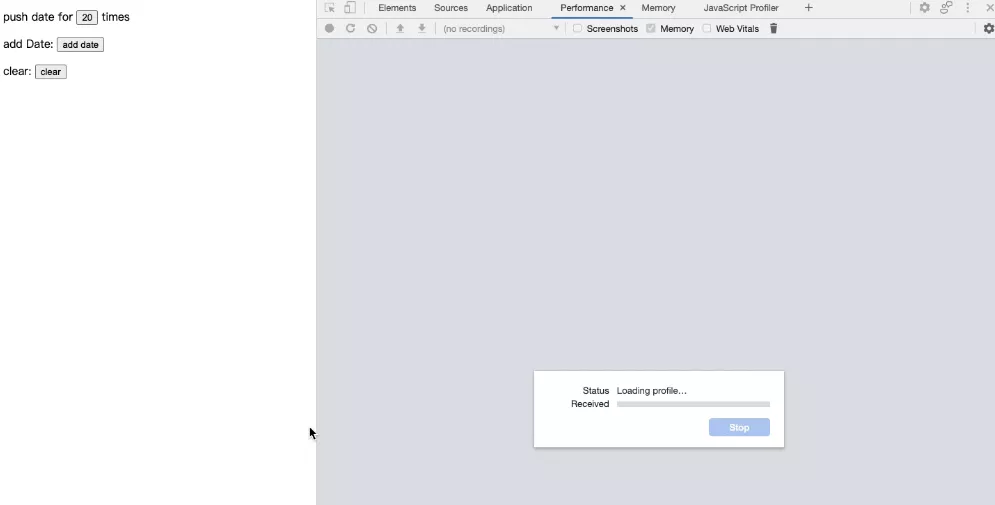 push date for 20 times
add Date: add date
clear: clear
Elements Sources Application Performance × Memory JavaScript Profiler +
(no recordings) Screenshots Memory Web Vitals
Status Loading profile...
Received
Stop